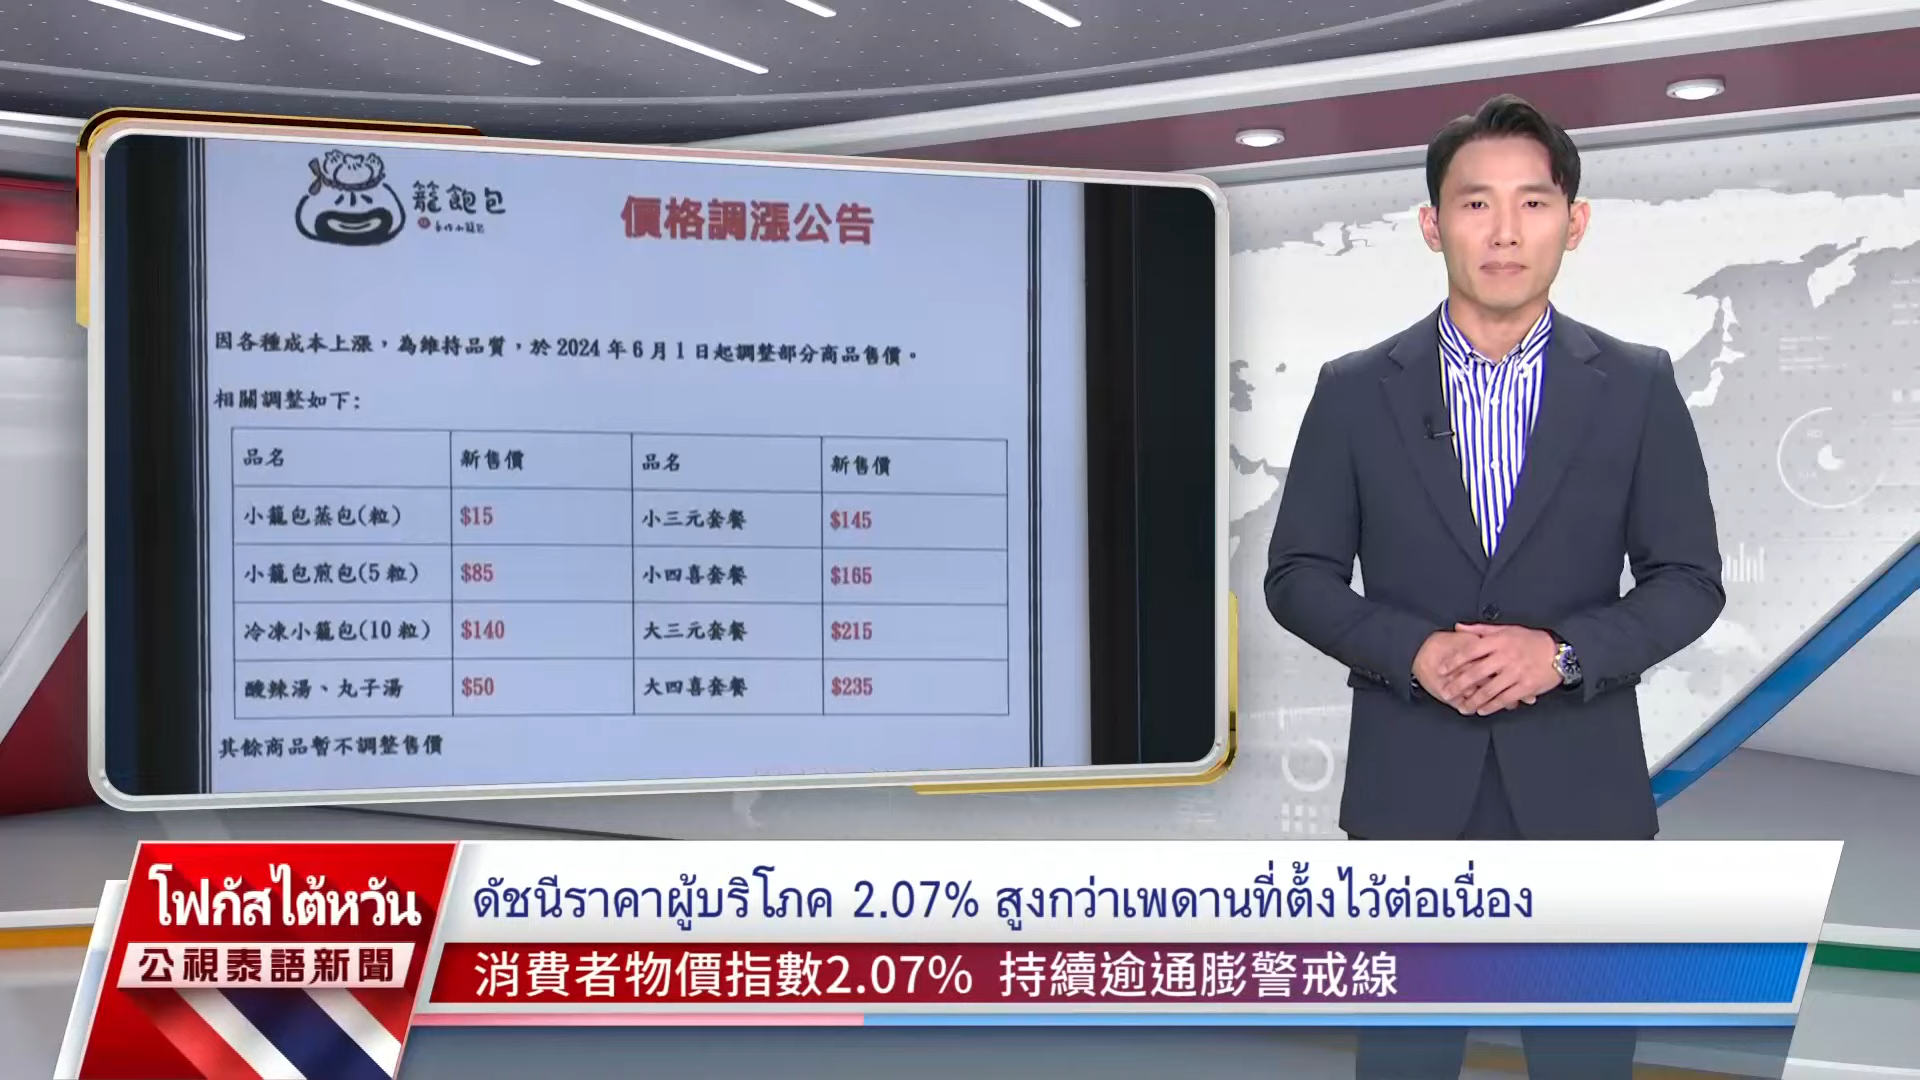 籠飽包
手作小籠包
價格調漲公告
因各種成本上漲，為維持品質，於 2024 年 6 月 1 日起調整部分商品售價。
相關調整如下:
品名 新售價 品名 新售價
小籠包蒸包(粒) $15 小三元套餐 $145
小籠包煎包(5 粒) $85 小四喜套餐 $165
冷凍小籠包(10 粒) $140 大三元套餐 $215
酸辣湯、丸子湯 $50 大四喜套餐 $235
其餘商品暫不調整售價
โฟกัสไต้หวัน
公視泰語新聞
ดัชนีราคาผู้บริโภค 2.07% สูงกว่าเพดานที่ตั้งไว้ต่อเนื่อง
消費者物價指數2.07% 持續逾通膨警戒線